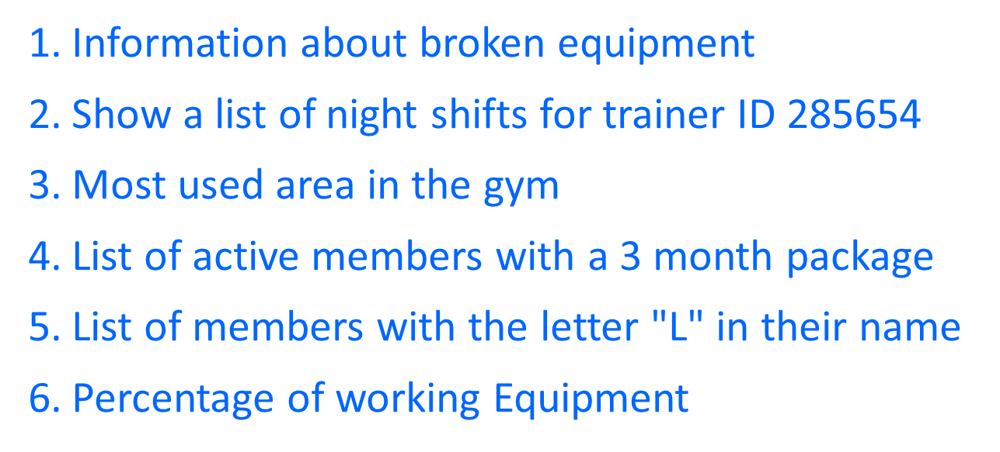 1. Information about broken equipment
2. Show a list of night shifts for trainer ID 285654
3. Most used area in the gym
4. List of active members with a 3 month package
5. List of members with the letter "L" in their name
6. Percentage of working Equipment